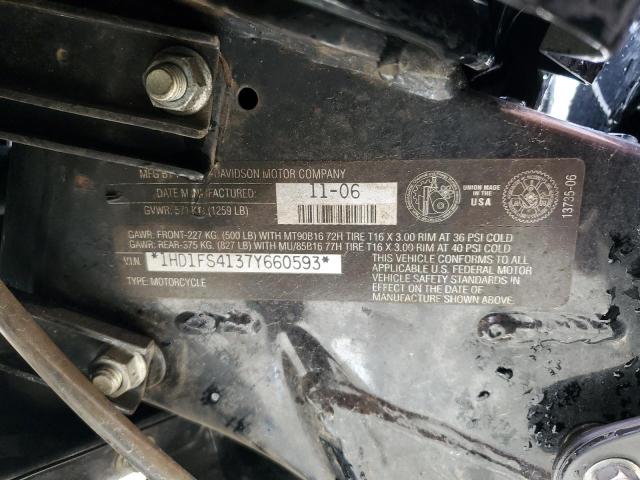 MFG BY DAVIDSON MOTOR COMPANY
DATE MANUFACTURED: 11-06
GVWR: 571 KG (1259 LB)
UNION MADE IN THE
USA
13735-06
GAWR: FRONT-227 KG. (500 LB) WITH MT90B16 72H TIRE T16 X 3.00 RIM AT 36 PSI COLD
GAWR: REAR-375 KG. (827 LB) WITH MU/85B16 77H TIRE T16 X 3.00 RIM AT 40 PSI COLD
V.I.N. *1HD1FS4137Y660593*
TYPE: MOTORCYCLE
THIS VEHICLE CONFORMS TO ALL
APPLICABLE U.S. FEDERAL MOTOR
VEHICLE SAFETY STANDARDS IN
EFFECT ON THE DATE OF
MANUFACTURE SHOWN ABOVE.